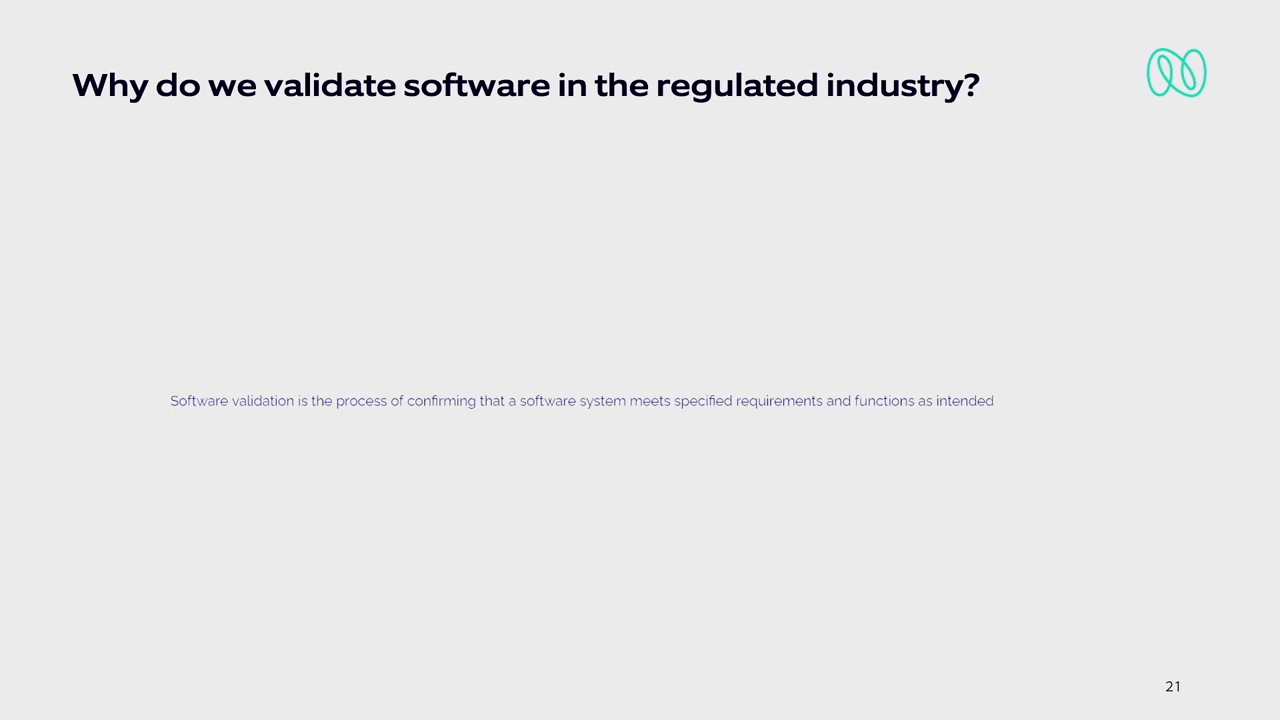 Why do we validate software in the regulated industry?
Software validation is the process of confirming that a software system meets specified requirements and functions as intended
21